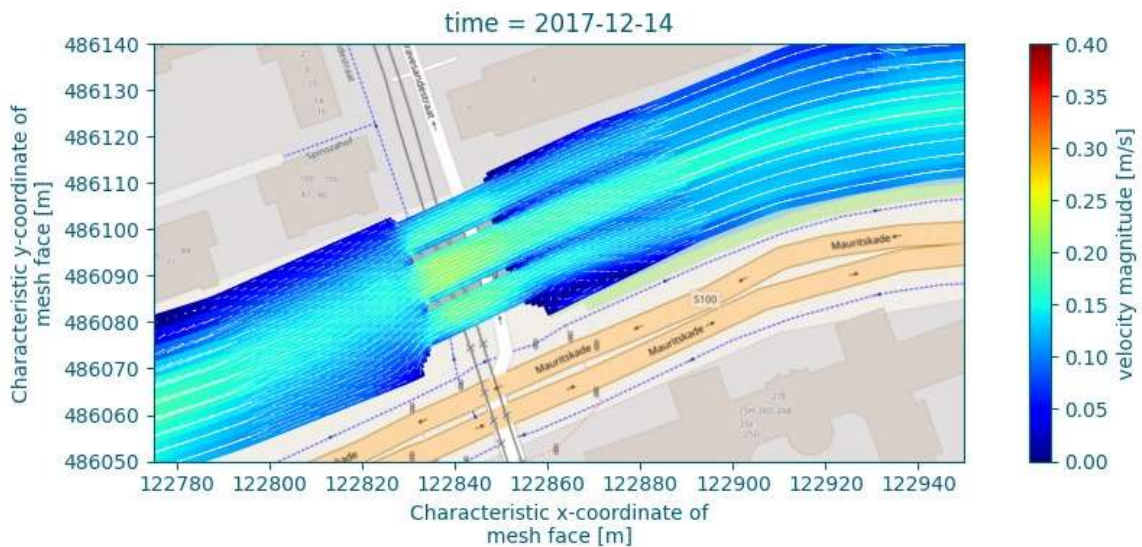 time = 2017-12-14
486140
486130
486120
486110
486100
486090
486080
486070
486060
486050
Characteristic y-coordinate of
mesh face [m]
122780
122800
122820
122840
122860
122880
122900
122920
122940
Characteristic x-coordinate of
mesh face [m]
0.40
0.35
0.30
0.25
0.20
0.15
0.10
0.05
0.00
velocity magnitude [m/s]
Spinozahof
Mauritskade
S100
Mauritskade
Mauritskade